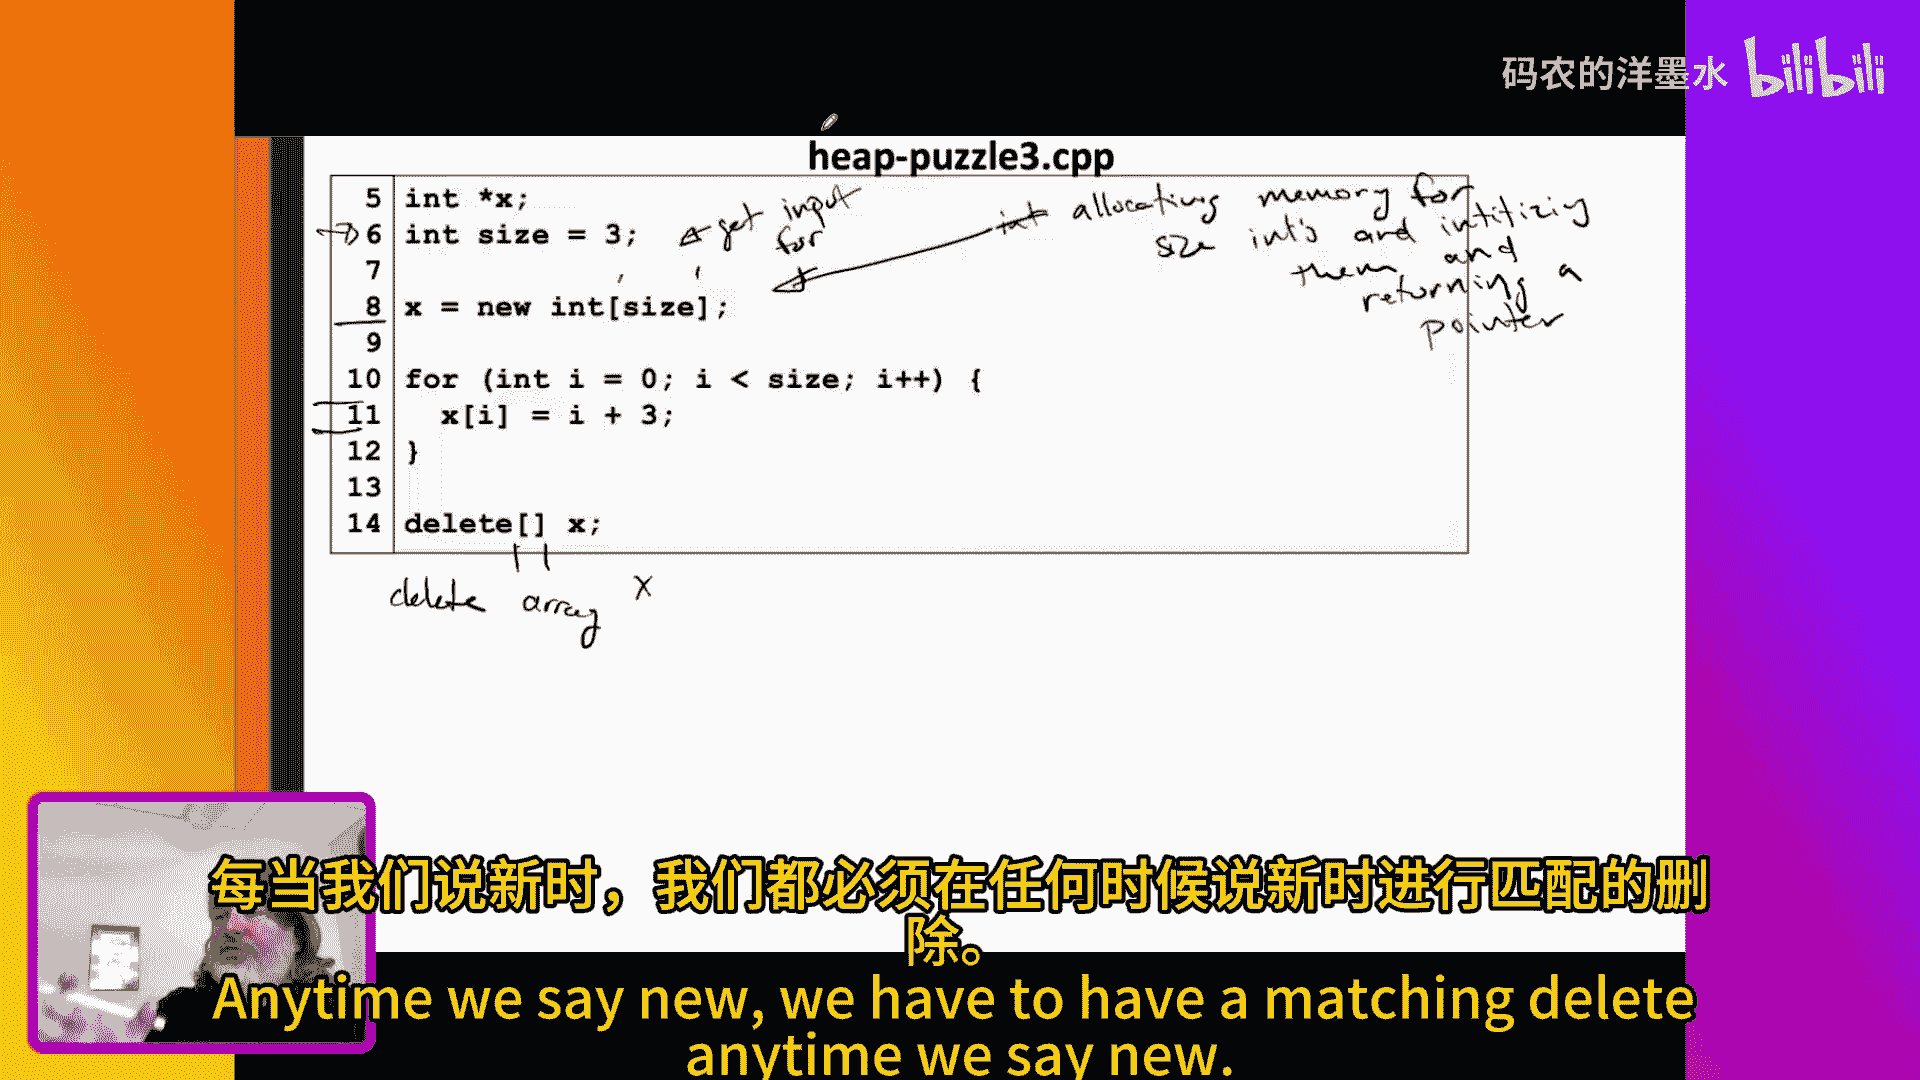 码农的洋墨水 bilibili
heap-puzzle3.cpp
5 int *x;
6 int size = 3;
7
8 x = new int[size];
9
10 for (int i = 0; i < size; i++) {
11 x[i] = i + 3;
12 }
13
14 delete[] x;
get input
for
int allocating memory for
size int's and intitiziny
them and
returning a
pointer
delete array x
每当我们说新时，我们都必须在任何时候说新时进行匹配的删
除。
Anytime we say new, we have to have a matching delete
anytime we say new.